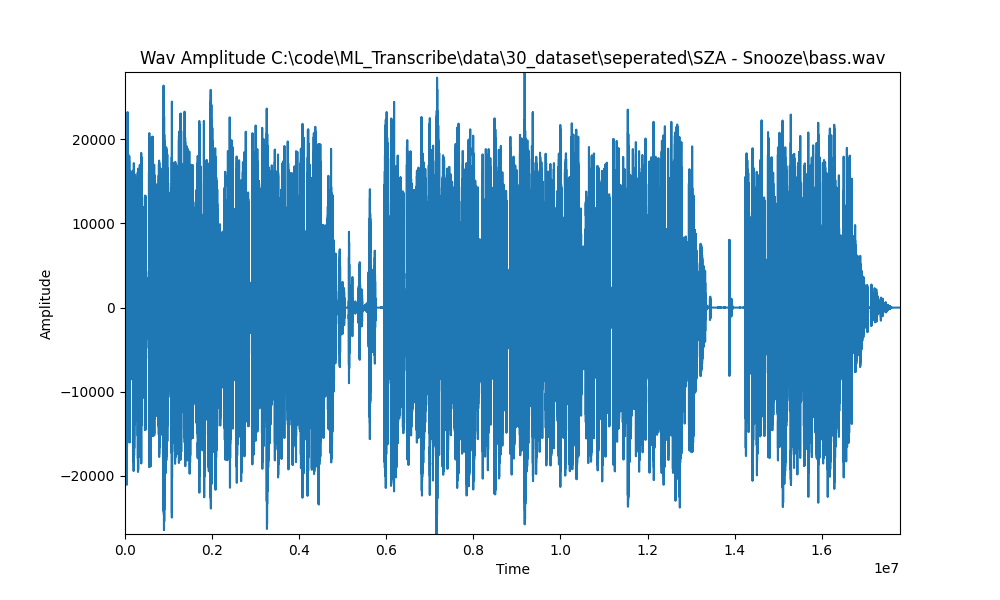 Wav Amplitude C:\code\ML_Transcribe\data\30_dataset\seperated\SZA - Snooze\bass.wav
20000
10000
0
−10000
−20000
Amplitude
0.0 0.2 0.4 0.6 0.8 1.0 1.2 1.4 1.6
1e7
Time